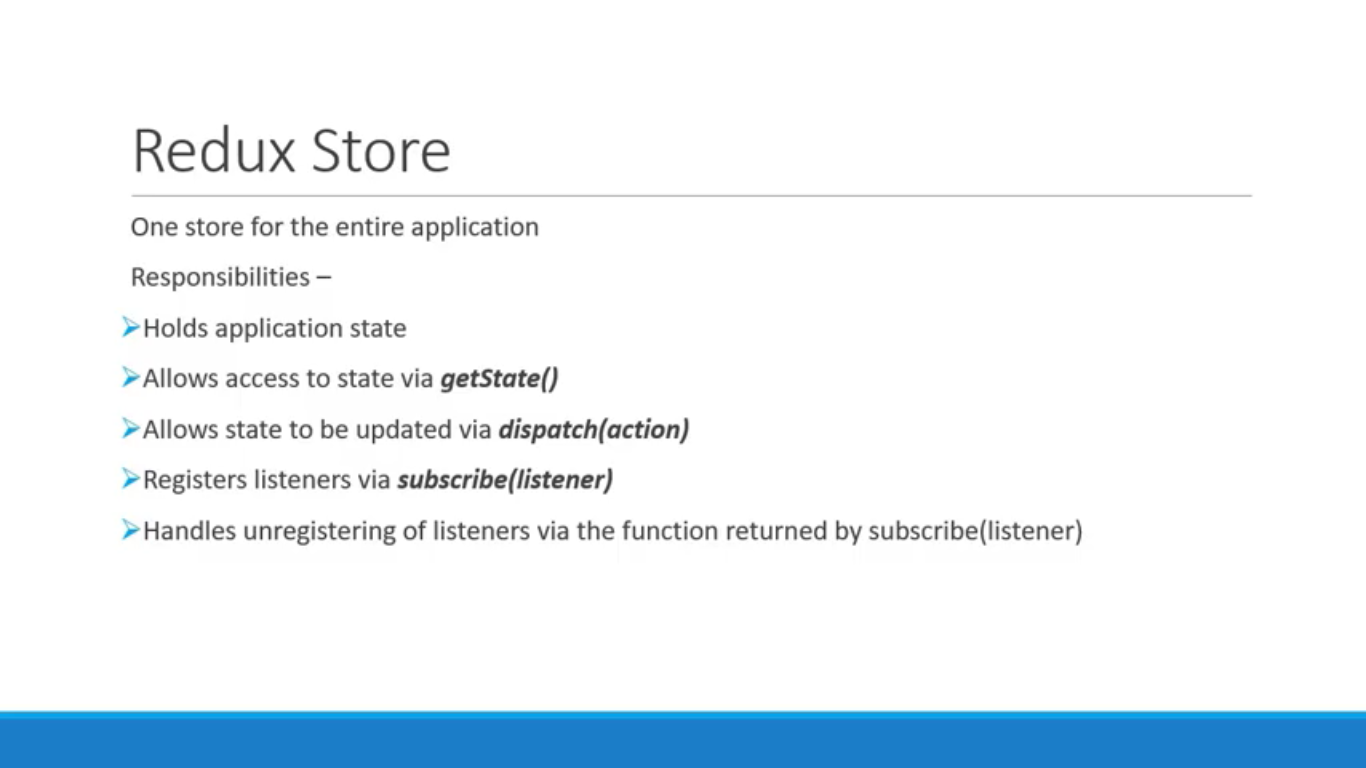 Redux Store
One store for the entire application
Responsibilities –
➢Holds application state
➢Allows access to state via getState()
➢Allows state to be updated via dispatch(action)
➢Registers listeners via subscribe(listener)
➢Handles unregistering of listeners via the function returned by subscribe(listener)